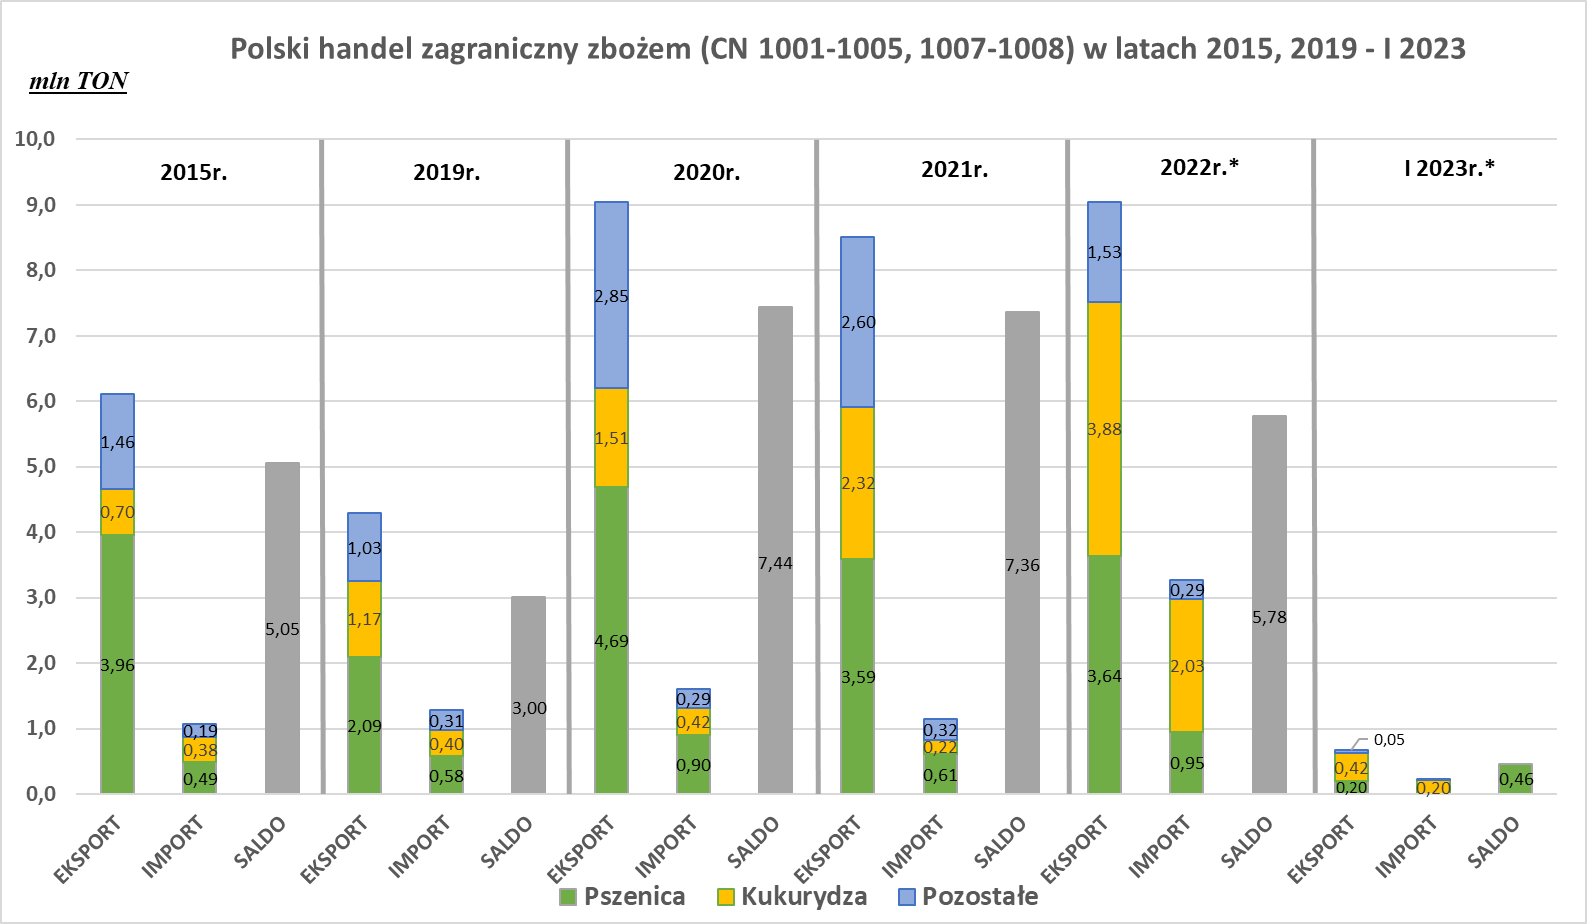 Polski handel zagraniczny zbożem (CN 1001-1005, 1007-1008) w latach 2015, 2019 - I 2023
mln TON
10,0
9,0
8,0
7,0
6,0
5,0
4,0
3,0
2,0
1,0
0,0
2015r.
2019r.
2020r.
2021r.
2022r.*
I 2023r.*
1,46
0,70
3,96
0,19
0,38
0,49
5,05
1,03
1,17
2,09
0,31
0,40
0,58
3,00
2,85
1,51
4,69
0,29
0,42
0,90
7,44
2,60
2,32
3,59
0,32
0,22
0,61
7,36
1,53
3,88
3,64
0,29
2,03
0,95
5,78
0,05
0,42
0,20
0,20
0,46
EKSPORT
IMPORT
SALDO
EKSPORT
IMPORT
SALDO
EKSPORT
IMPORT
SALDO
EKSPORT
IMPORT
SALDO
EKSPORT
IMPORT
SALDO
EKSPORT
IMPORT
SALDO
Pszenica Kukurydza Pozostałe